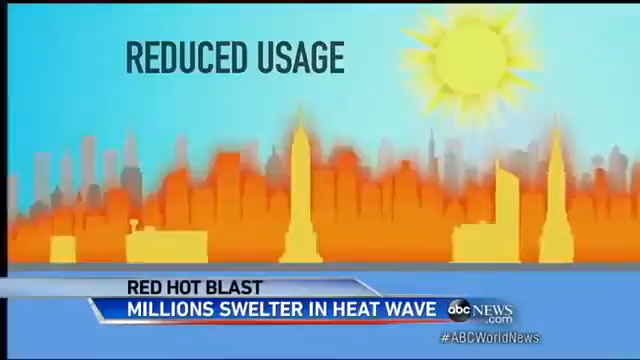 REDUCED USAGE
RED HOT BLAST
MILLIONS SWELTER IN HEAT WAVE
abc NEWS
.com
#ABCWorldNews